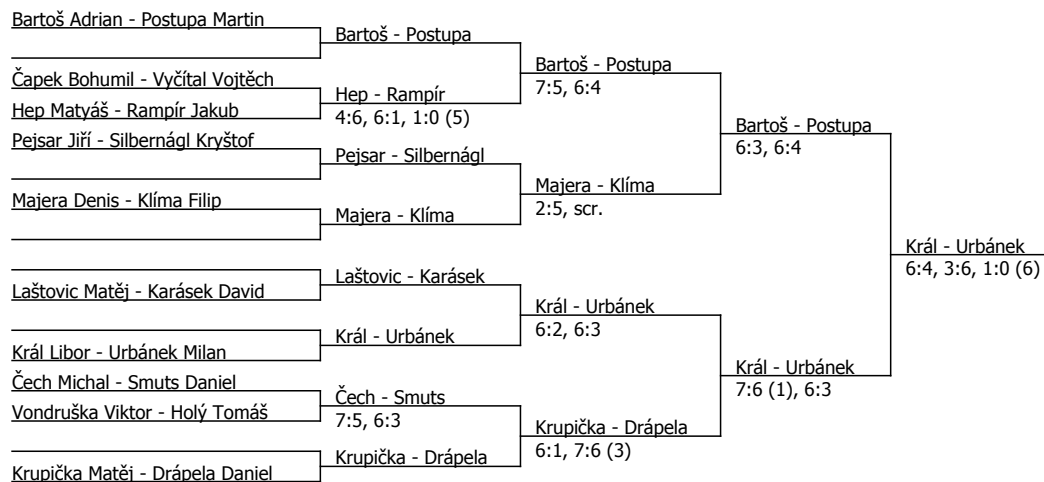 Bartoš Adrian - Postupa Martin
Čapek Bohumil - Vyčítal Vojtěch
Hep Matyáš - Rampír Jakub
Pejsar Jiří - Silbernágl Kryštof
Majera Denis - Klíma Filip
Laštovic Matěj - Karásek David
Král Libor - Urbánek Milan
Čech Michal - Smuts Daniel
Vondruška Viktor - Holý Tomáš
Krupička Matěj - Drápela Daniel
Bartoš - Postupa
Hep - Rampír
4:6, 6:1, 1:0 (5)
Pejsar - Silbernágl
Majera - Klíma
Laštovic - Karásek
Král - Urbánek
Čech - Smuts
7:5, 6:3
Krupička - Drápela
Bartoš - Postupa
7:5, 6:4
Majera - Klíma
2:5, scr.
Král - Urbánek
6:2, 6:3
Krupička - Drápela
6:1, 7:6 (3)
Bartoš - Postupa
6:3, 6:4
Král - Urbánek
7:6 (1), 6:3
Král - Urbánek
6:4, 3:6, 1:0 (6)